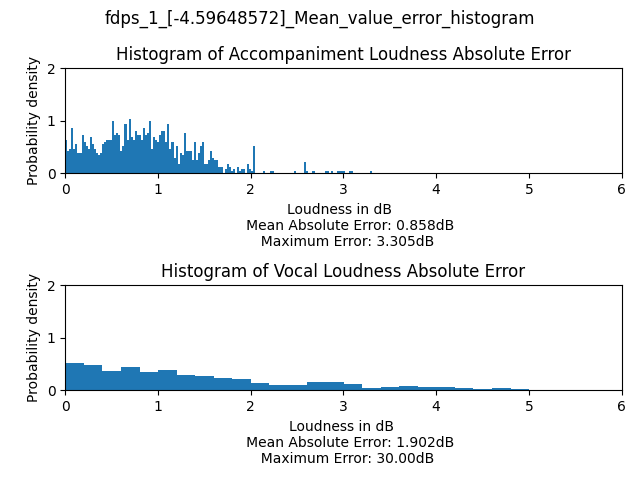 fdps_1_[-4.59648572]_Mean_value_error_histogram
Histogram of Accompaniment Loudness Absolute Error
Probability density
2
1
0
0 1 2 3 4 5 6
Loudness in dB
Mean Absolute Error: 0.858dB
Maximum Error: 3.305dB
Histogram of Vocal Loudness Absolute Error
Probability density
2
1
0
0 1 2 3 4 5 6
Loudness in dB
Mean Absolute Error: 1.902dB
Maximum Error: 30.00dB